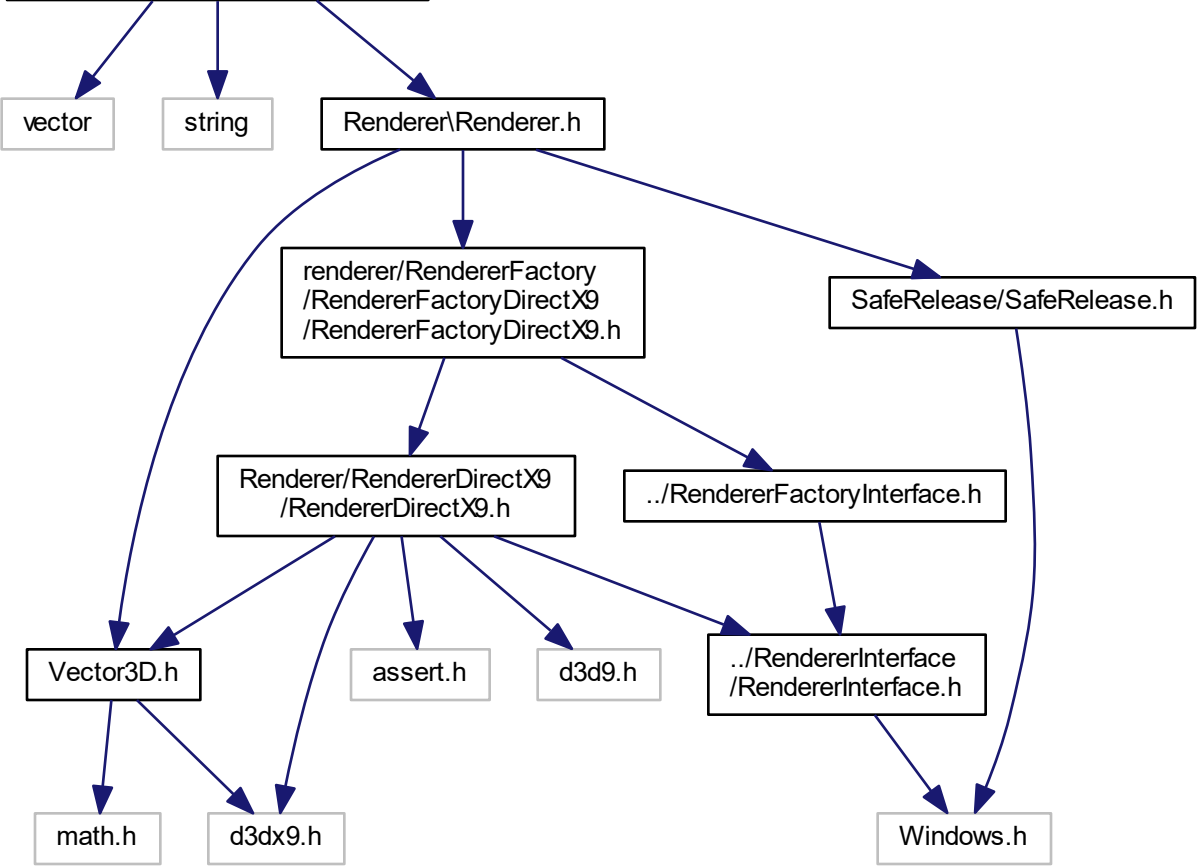 vector
string
Renderer\Renderer.h
renderer/RendererFactory
/RendererFactoryDirectX9
/RendererFactoryDirectX9.h
SafeRelease/SafeRelease.h
Renderer/RendererDirectX9
/RendererDirectX9.h
../RendererFactoryInterface.h
Vector3D.h
assert.h
d3d9.h
../RendererInterface
/RendererInterface.h
math.h
d3dx9.h
Windows.h